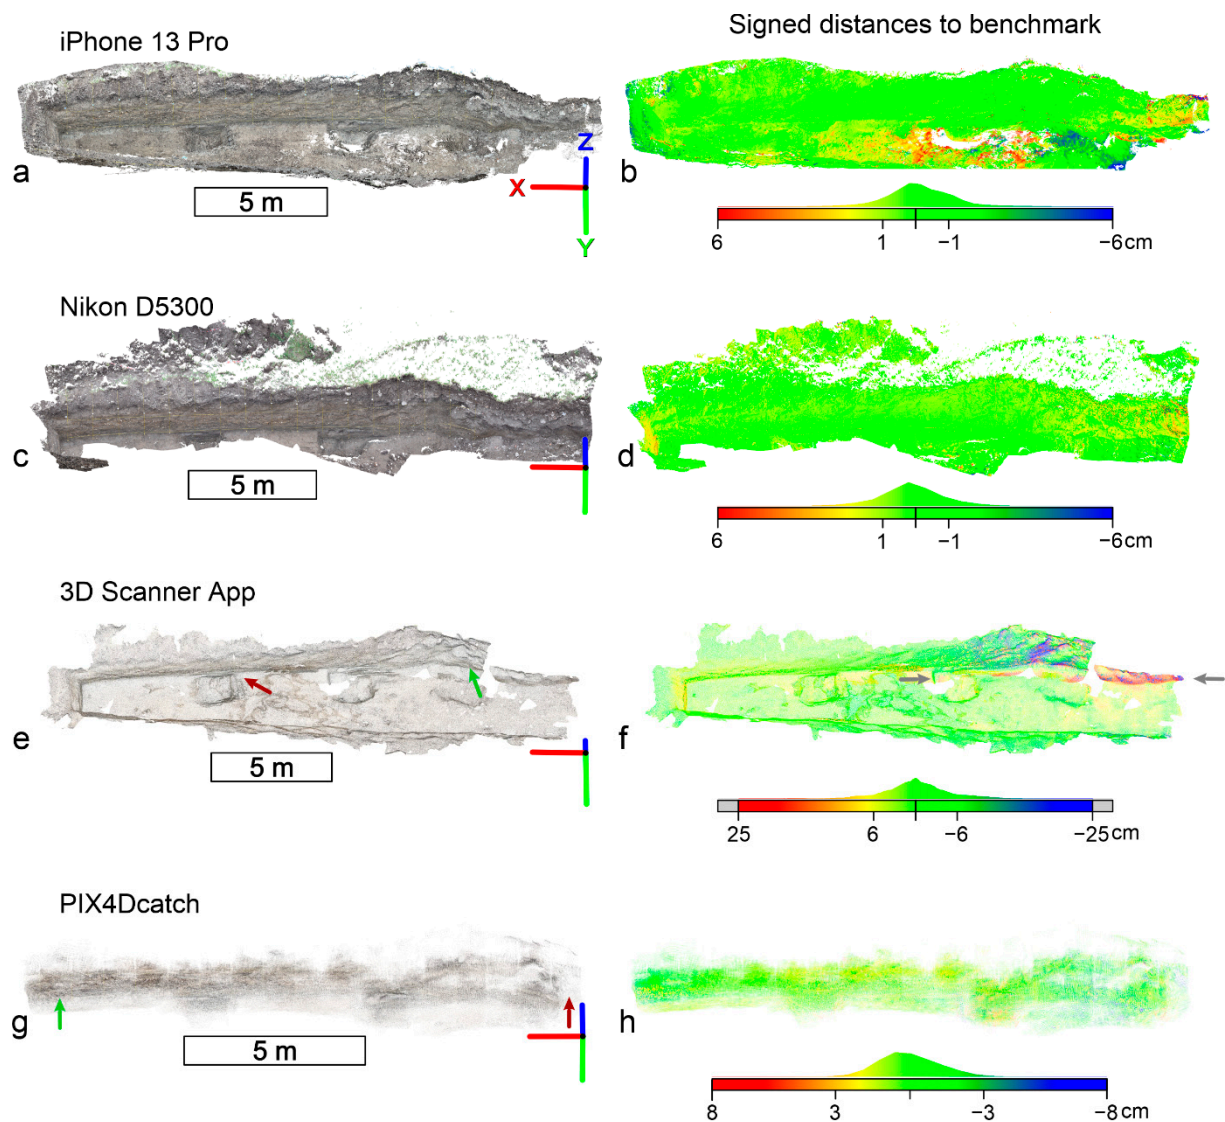 iPhone 13 Pro
Signed distances to benchmark
Z
X
Y
a
5 m
b
6 1 −1 −6cm
Nikon D5300
c
5 m
d
6 1 −1 −6cm
3D Scanner App
e
5 m
f
25 6 −6 −25cm
PIX4Dcatch
g
5 m
h
8 3 −3 −8cm